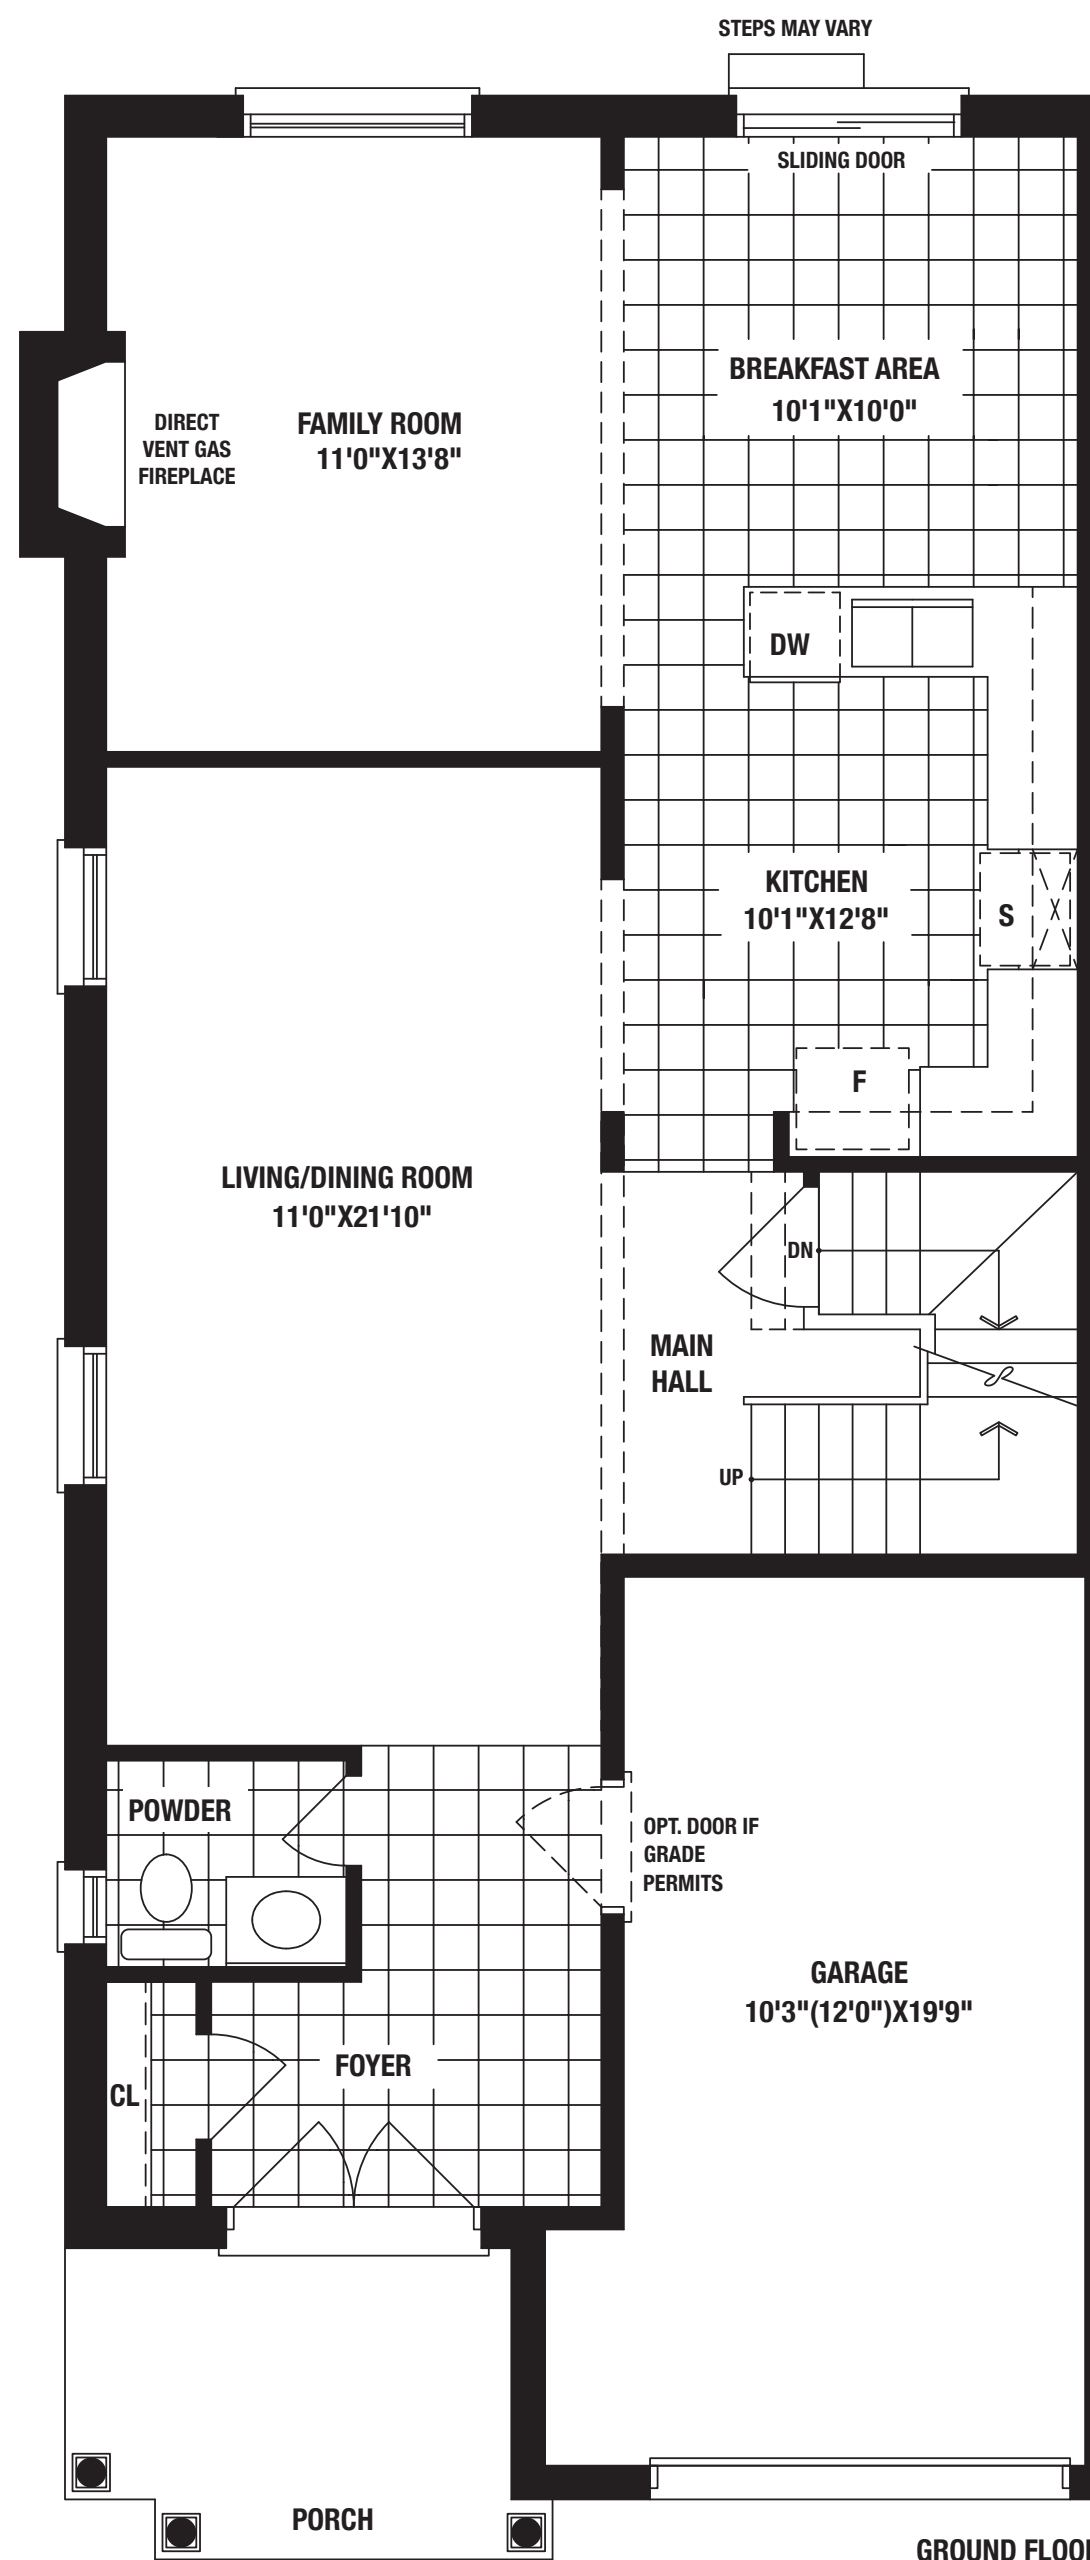 STEPS MAY VARY
SLIDING DOOR
BREAKFAST AREA
10'1"X10'0"
DIRECT
VENT GAS
FIREPLACE
FAMILY ROOM
11'0"X13'8"
DW
KITCHEN
10'1"X12'8"
S
F
LIVING/DINING ROOM
11'0"X21'10"
DN
MAIN
HALL
UP
POWDER
OPT. DOOR IF
GRADE
PERMITS
GARAGE
10'3"(12'0")X19'9"
FOYER
CL
PORCH
GROUND FLOO